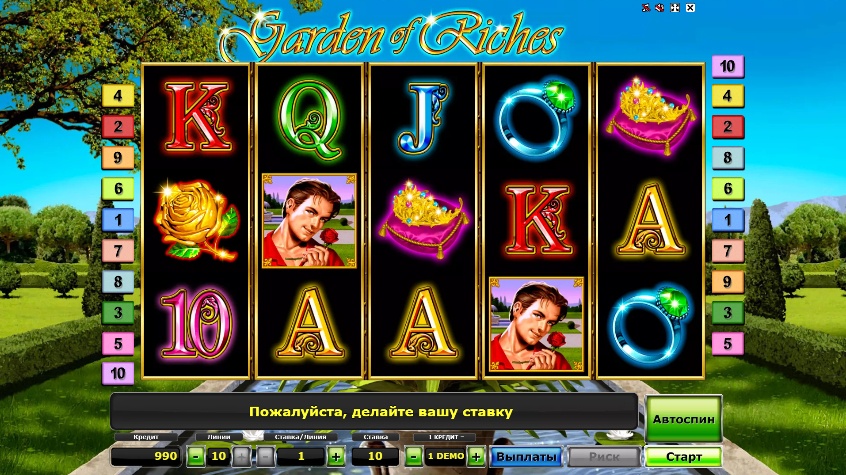 Garden of Riches
10
4 4
2 2
9 8
6 6
1 1
7 7
8 9
3 3
5 5
10
K Q J
K A
10 A A
Пожалуйста, делайте вашу ставку
Автоспин
Кредит Линии Ставка/Линия Ставка 1 КРЕДИТ =
990 - 10 + - 1 + 10 - 1 DEMO + Выплаты Риск Старт